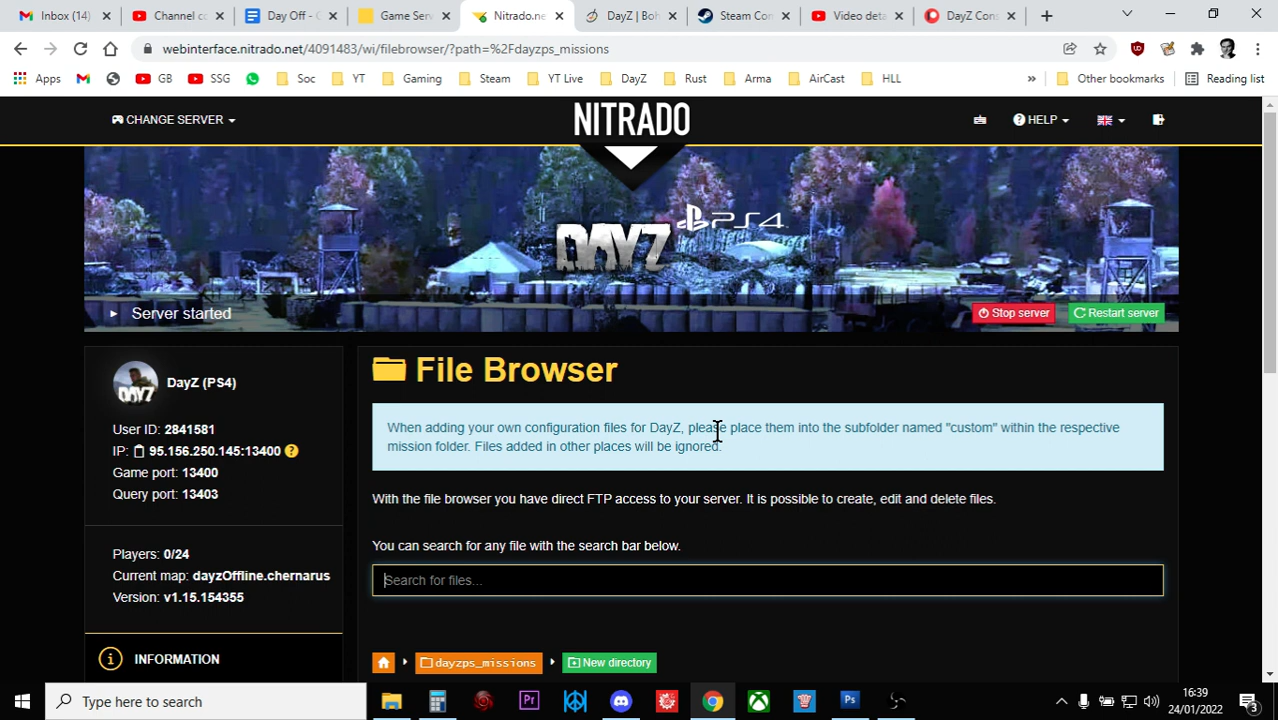 Inbox (14)
Channel co
Day Off - G
Game Serv
Nitrado.ne
DayZ | Boh
Steam Com
Video deta
DayZ Cons
webinterface.nitrado.net/4091483/wi/filebrowser/?path=%2Fdayzps_missions
Apps
GB
SSG
Soc
YT
Gaming
Steam
YT Live
DayZ
Rust
Arma
AirCast
HLL
»
Other bookmarks
Reading list
CHANGE SERVER
NITRADO
HELP
DAYZ PS4
Server started
Stop server
Restart server
DayZ (PS4)
User ID: 2841581
IP: 95.156.250.145:13400
Game port: 13400
Query port: 13403
Players: 0/24
Current map: dayzOffline.chernarus
Version: v1.15.154355
INFORMATION
File Browser
When adding your own configuration files for DayZ, please place them into the subfolder named "custom" within the respective
mission folder. Files added in other places will be ignored.
With the file browser you have direct FTP access to your server. It is possible to create, edit and delete files.
You can search for any file with the search bar below.
Search for files...
dayzps_missions
New directory
Type here to search
Pr
Ps
16:39
24/01/2022
3